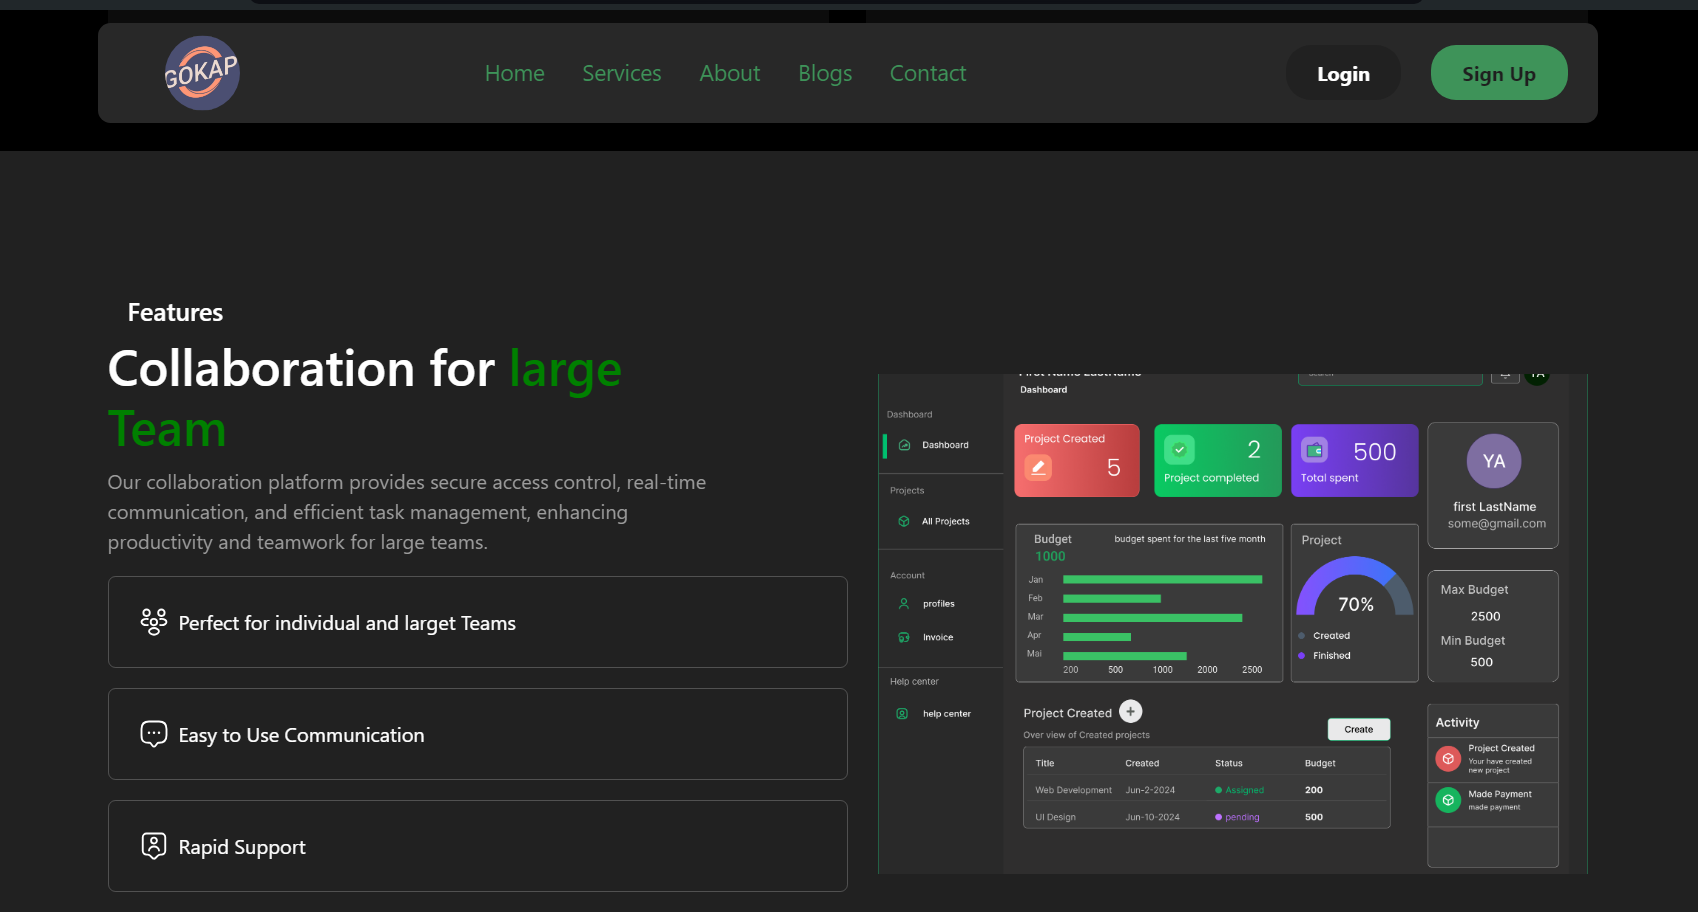 GOKAP
Home Services About Blogs Contact
Login
Sign Up
Features
Collaboration for large
Team
Our collaboration platform provides secure access control, real-time
communication, and efficient task management, enhancing
productivity and teamwork for large teams.
Perfect for individual and larget Teams
Easy to Use Communication
Rapid Support
First Name LastName
Dashboard
Search
YA
Dashboard
Dashboard
Projects
All Projects
Account
profiles
Invoice
Help center
help center
Project Created
5
2
Project completed
500
Total spent
YA
first LastName
some@gmail.com
Budget
budget spent for the last five month
1000
Jan
Feb
Mar
Apr
Mai
200 500 1000 2000 2500
Project
70%
Created
Finished
Max Budget
2500
Min Budget
500
Project Created +
Over view of Created projects
Create
Title Created Status Budget
Web Development Jun-2-2024 Assigned 200
UI Design Jun-10-2024 pending 500
Activity
Project Created
Your have created
new project
Made Payment
made payment